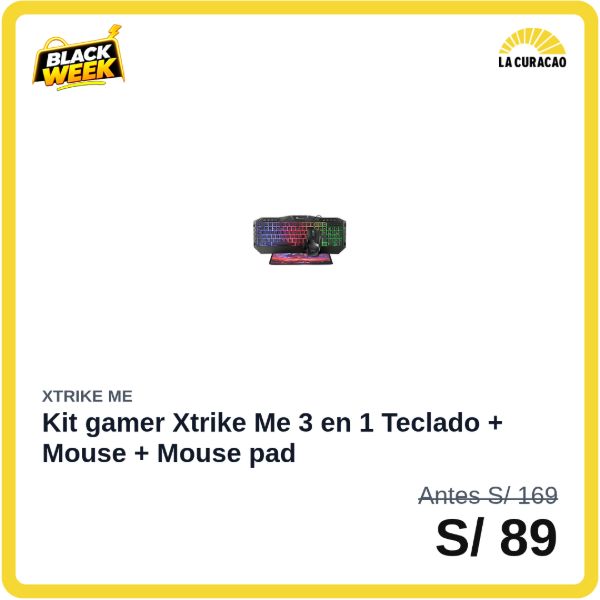 BLACK
WEEK
LA CURACAO
XTRIKE ME
Kit gamer Xtrike Me 3 en 1 Teclado +
Mouse + Mouse pad
Antes S/ 169
S/ 89